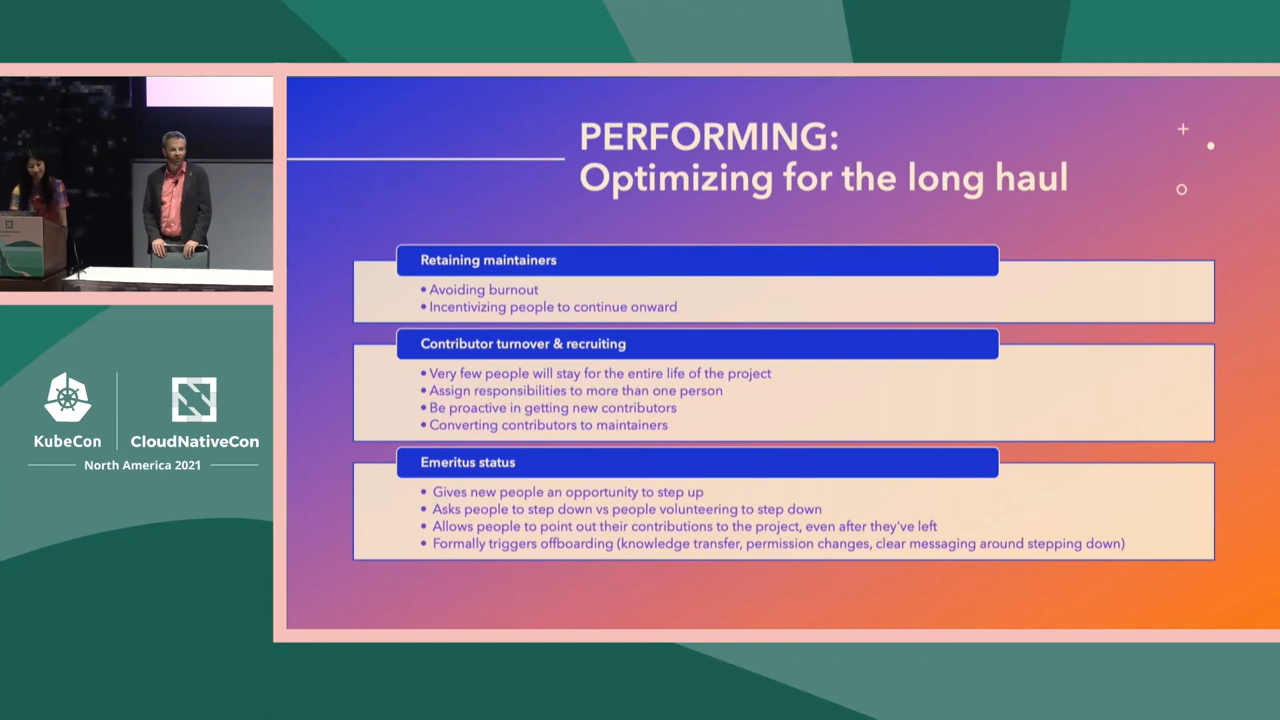 PERFORMING:
Optimizing for the long haul
Retaining maintainers
• Avoiding burnout
• Incentivizing people to continue onward
Contributor turnover & recruiting
• Very few people will stay for the entire life of the project
• Assign responsibilities to more than one person
• Be proactive in getting new contributors
• Converting contributors to maintainers
Emeritus status
• Gives new people an opportunity to step up
• Asks people to step down vs people volunteering to step down
• Allows people to point out their contributions to the project, even after they've left
• Formally triggers offboarding (knowledge transfer, permission changes, clear messaging around stepping down)
KubeCon
CloudNativeCon
North America 2021